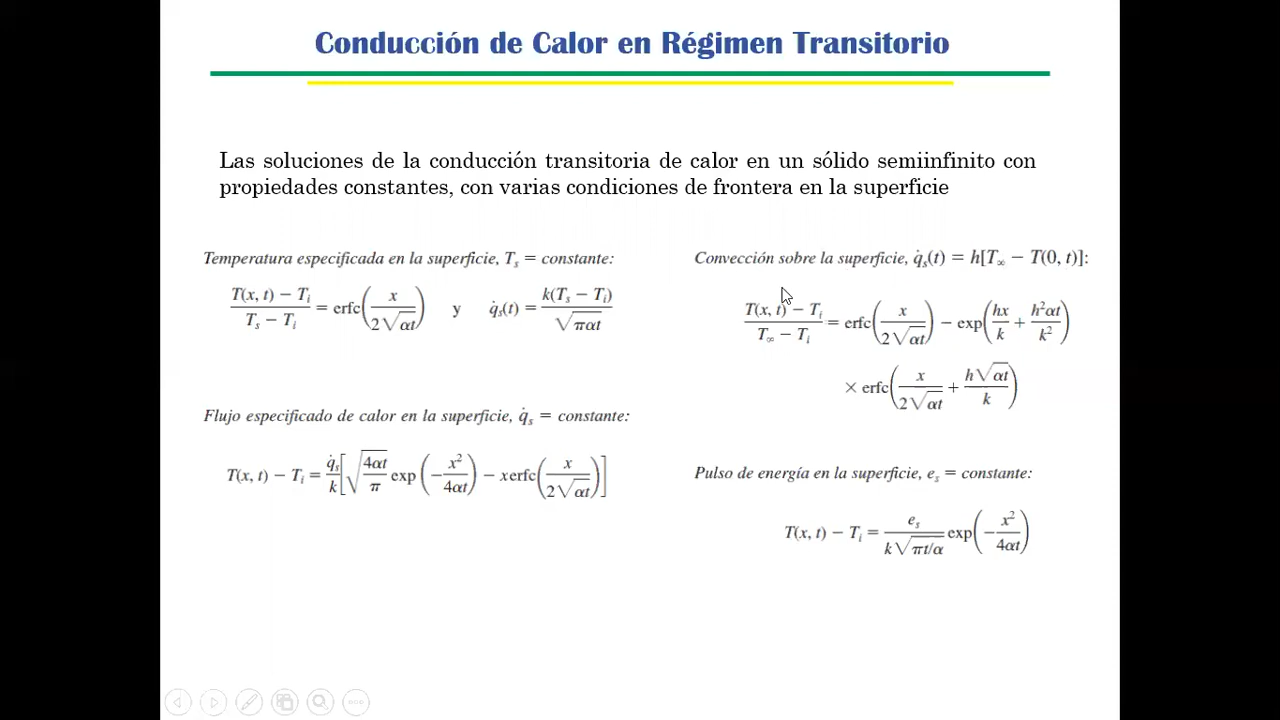 Conducción de Calor en Régimen Transitorio
Las soluciones de la conducción transitoria de calor en un sólido semiinfinito con
propiedades constantes, con varias condiciones de frontera en la superficie
Temperatura especificada en la superficie, T_s = constante:
(T(x, t) − T_i)/(T_s − T_i) = erfc(x/(2√αt)) y q̇_s(t) = k(T_s − T_i)/√παt
Flujo especificado de calor en la superficie, q̇_s = constante:
T(x, t) − T_i = q̇_s/k [√(4αt/π) exp(−x²/4αt) − xerfc(x/(2√αt))]
Convección sobre la superficie, q̇_s(t) = h[T_∞ − T(0, t)]:
(T(x, t) − T_i)/(T_∞ − T_i) = erfc(x/(2√αt)) − exp(hx/k + h²αt/k²)
× erfc(x/(2√αt) + h√αt/k)
Pulso de energía en la superficie, e_s = constante:
T(x, t) − T_i = e_s/(k√πt/α) exp(−x²/4αt)